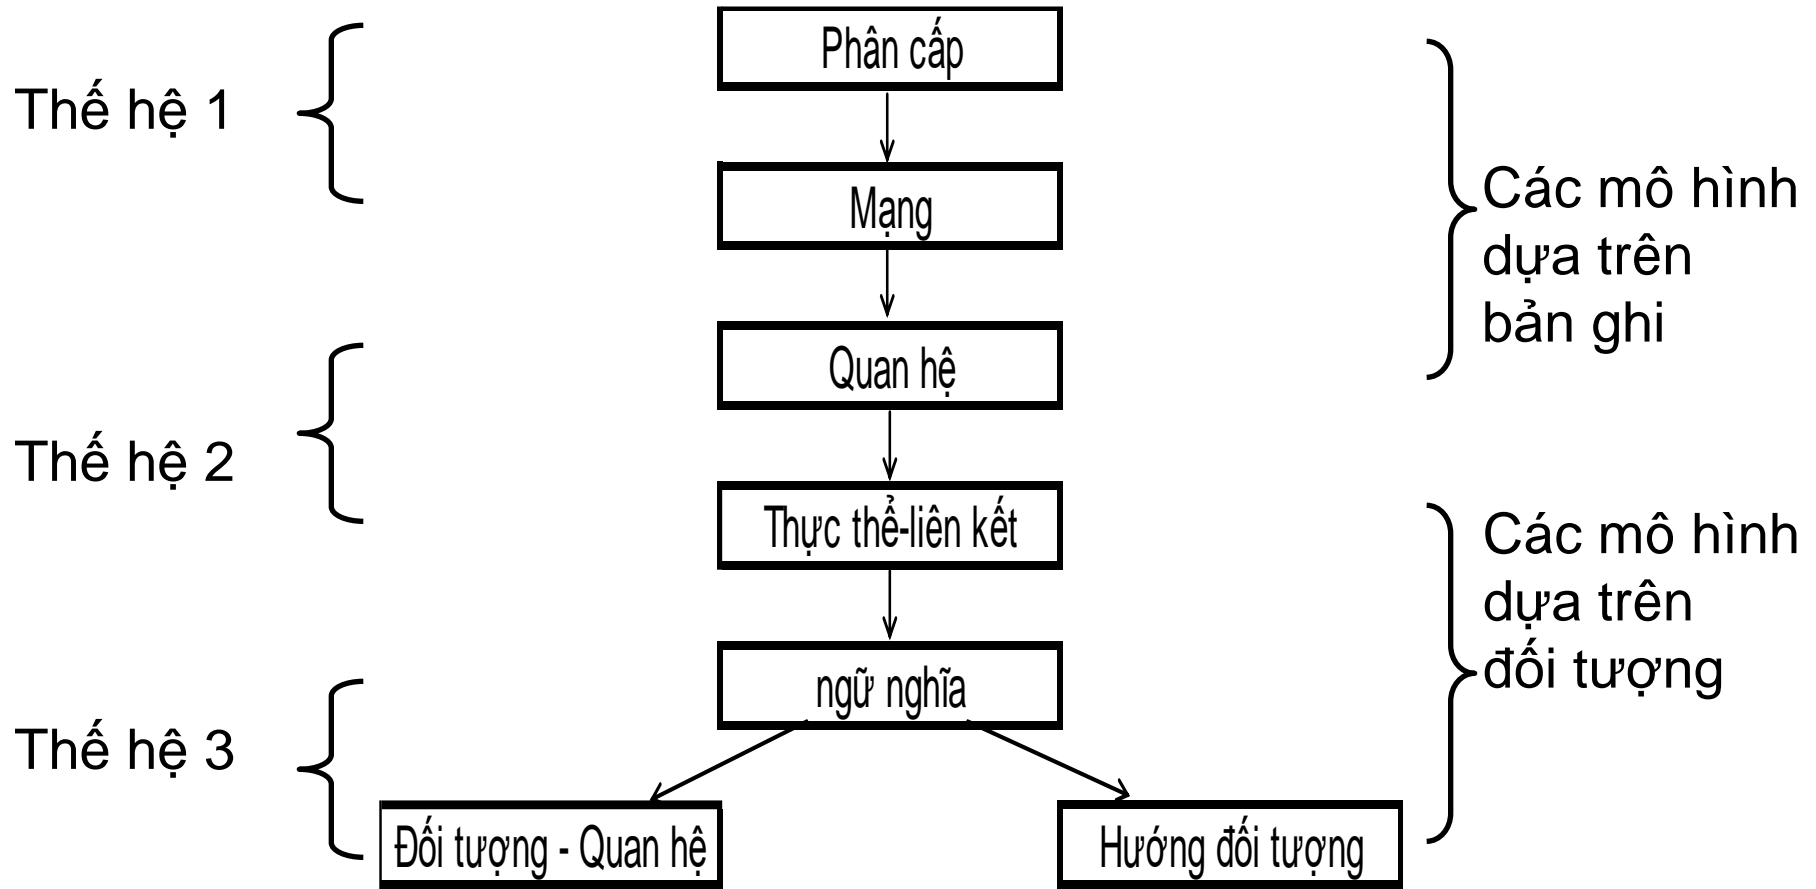 Phân cấp
Thế hệ 1
Mạng
Các mô hình
dựa trên
bản ghi
Quan hệ
Thế hệ 2
Thực thể-liên kết
Các mô hình
dựa trên
đối tượng
ngữ nghĩa
Thế hệ 3
Đối tượng - Quan hệ
Hướng đối tượng